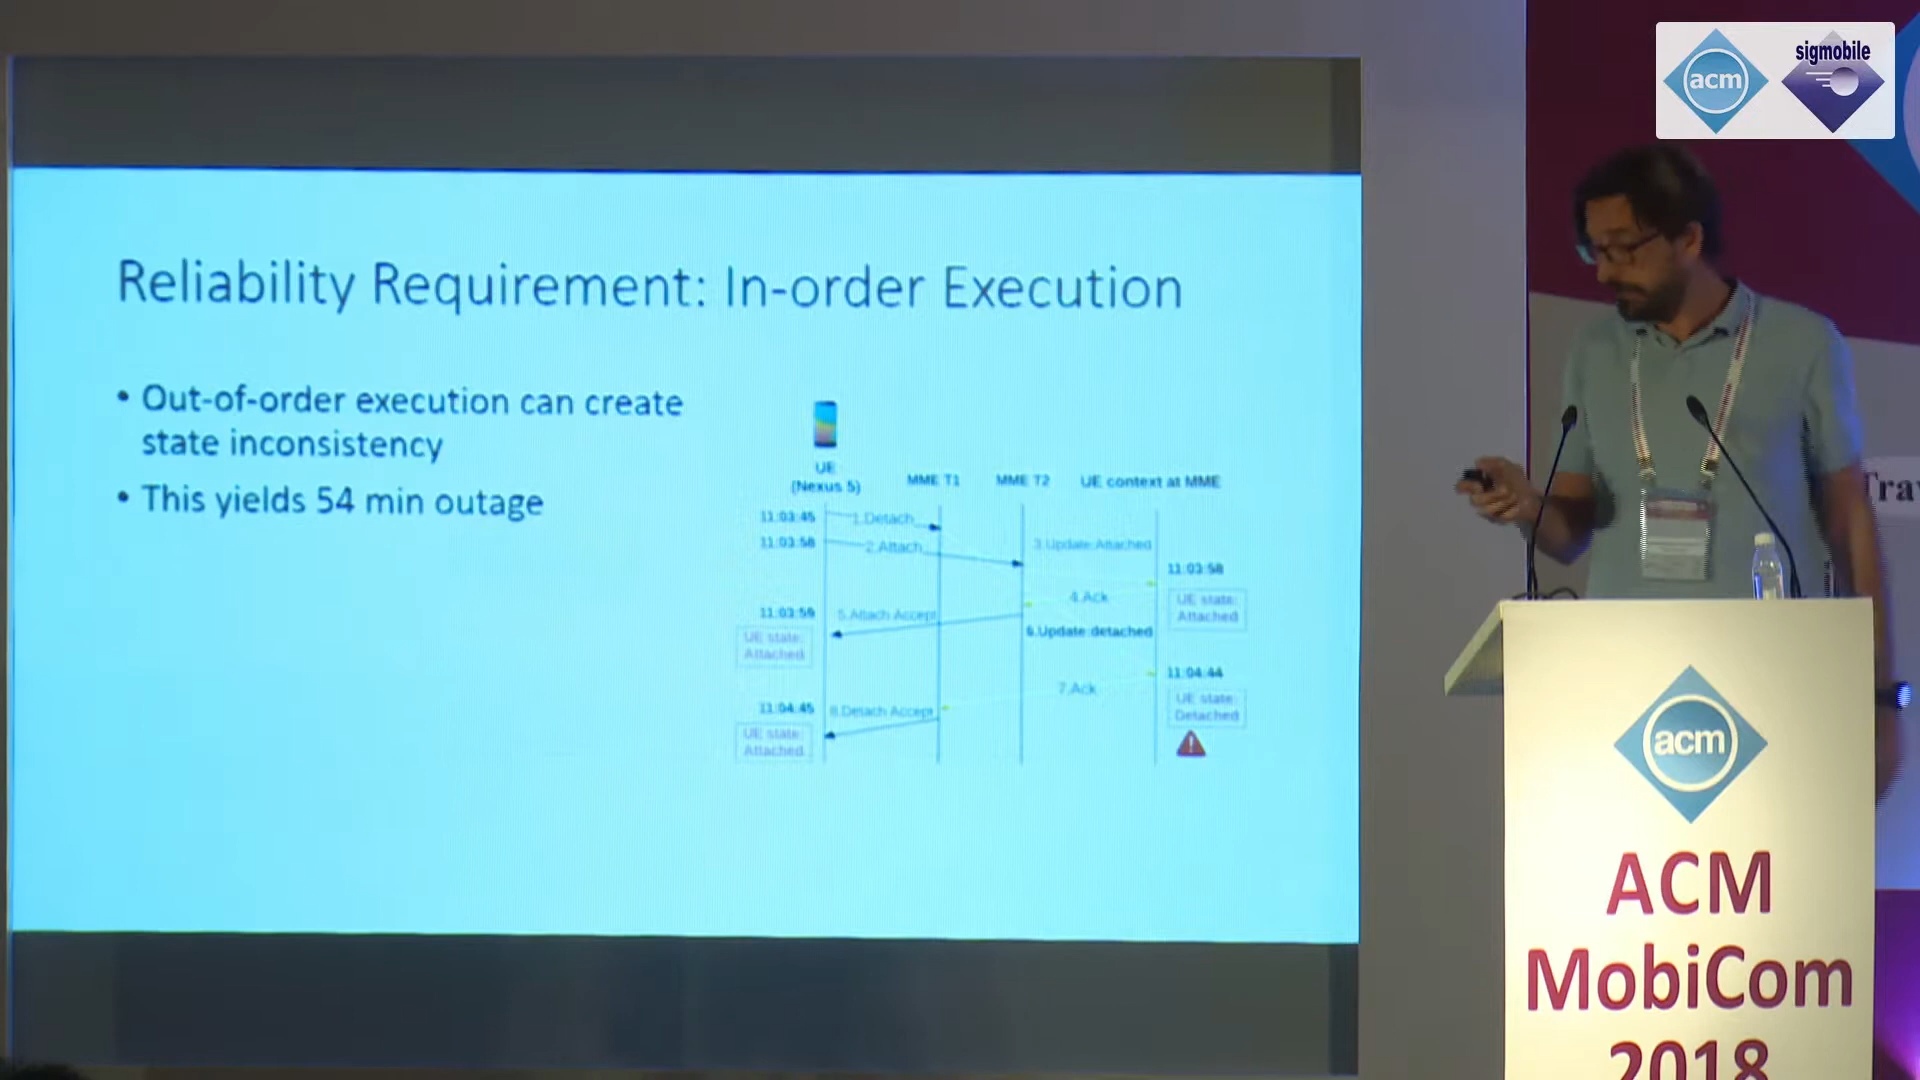 acm
sigmobile
Reliability Requirement: In-order Execution
• Out-of-order execution can create
state inconsistency
• This yields 54 min outage
UE
(Nexus 5)
MME T1
MME T2
UE context at MME
11:03:45
1.Detach
11:03:58
2.Attach
3.Update:Attached
11:03:58
4.Ack
UE state:
Attached
11:03:59
5.Attach Accept
6.Update:detached
UE state:
Attached
11:04:44
7.Ack
UE state:
Detached
11:04:45
8.Detach Accept
UE state:
Attached
acm
ACM
MobiCom
2018